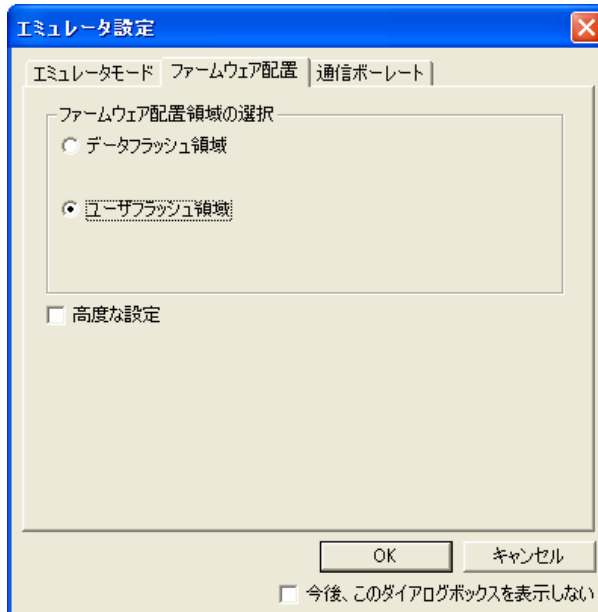 エミュレータ設定
エミュレータモード ファームウェア配置 通信ボーレート
ファームウェア配置領域の選択
データフラッシュ領域
ユーザフラッシュ領域
高度な設定
OK キャンセル
今後、このダイアログボックスを表示しない